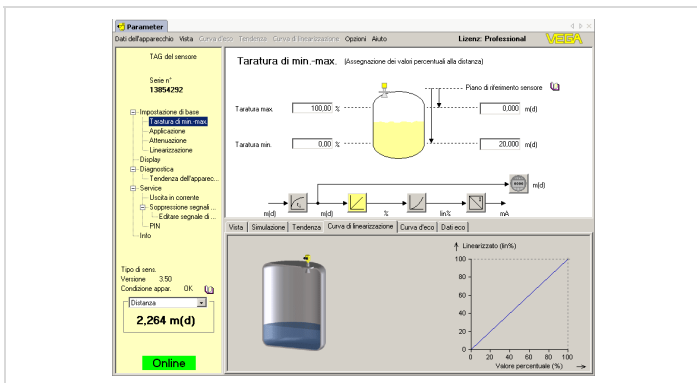 Parameter
Dati dell'apparecchio Vista Curva d'eco Tendenza Curva di linearizzazione Opzioni Aiuto Lizenz: Professional VEGA
TAG del sensore
Serie n°
13854292
Impostazione di base
Taratura di min.-max.
Applicazione
Attenuazione
Linearizzazione
Display
Diagnostica
Tendenza dell'apparec...
Service
Uscita in corrente
Soppressione segnali ...
Editare segnale di ...
PIN
Info
Tipo di sens.
Versione 3.50
Condizione appar. OK
Distanza
2,264 m(d)
Online
Taratura di min.-max. (Assegnazione dei valori percentuali alla distanza)
Piano di riferimento sensore
Taratura max. 100,00 % 0,000 m(d)
Taratura min. 0,00 % 20,000 m(d)
0000 m(d)
m(d) m(d) % lin% mA
Vista Simulazione Tendenza Curva di linearizzazione Curva d'eco Dati eco
Linearizzato (lin%)
100
80
60
40
20
0
0 20 40 60 80 100
Valore percentuale (%)